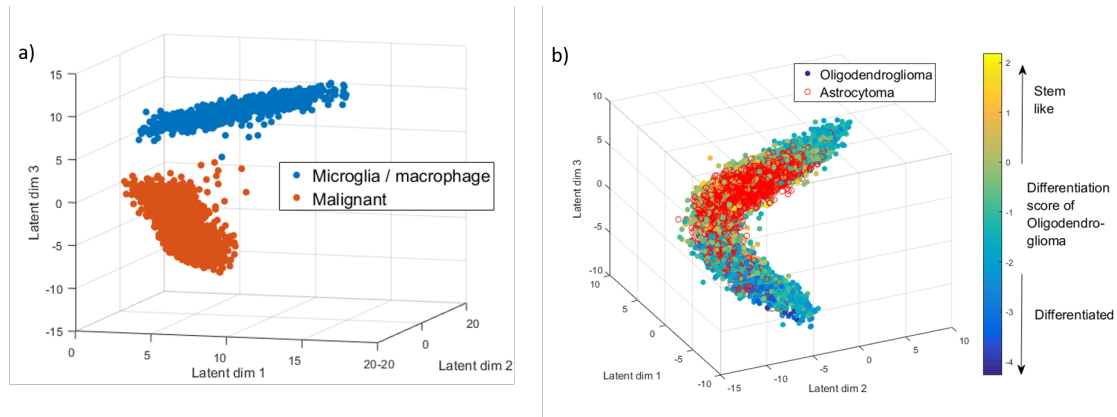 a)
15
10
5
0
-5
-10
-15
Latent dim 3
0
5
10
15
20
Latent dim 1
-20
0
20
Latent dim 2
Microglia / macrophage
Malignant
b)
10
5
0
-5
-10
Latent dim 3
10
5
0
-5
-10
Latent dim 1
-15
-10
-5
0
5
10
Latent dim 2
Oligodendroglioma
Astrocytoma
2
1
0
-1
-2
-3
-4
Stem
like
Differentiation
score of
Oligodendro-
glioma
Differentiated